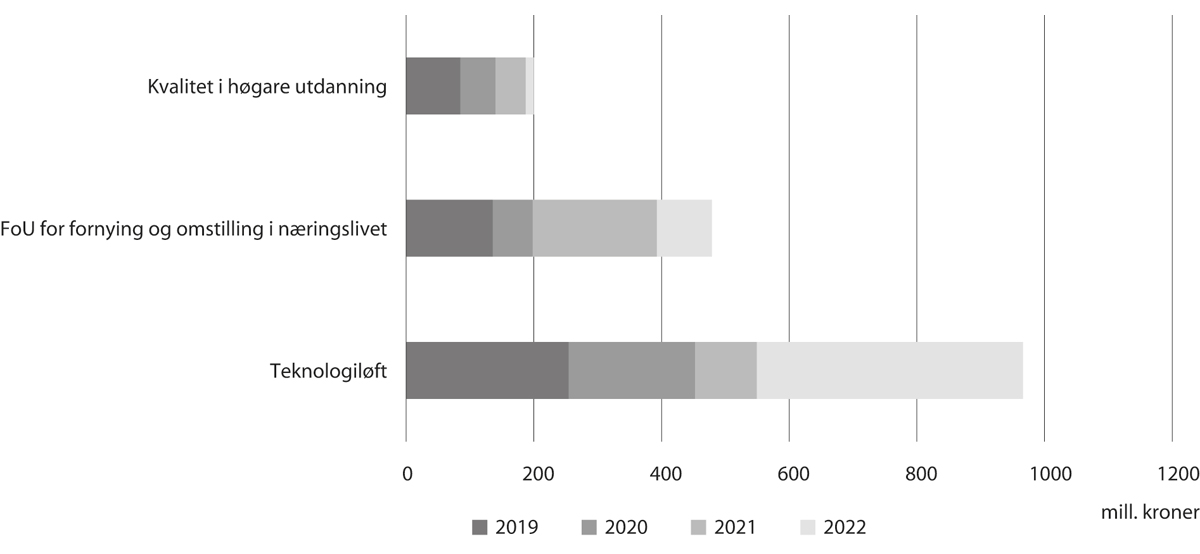 Kvalitet i høgare utdanning
FoU for fornying og omstilling i næringslivet
Teknologiløft
0 200 400 600 800 1000 1200
mill. kroner
2019 2020 2021 2022